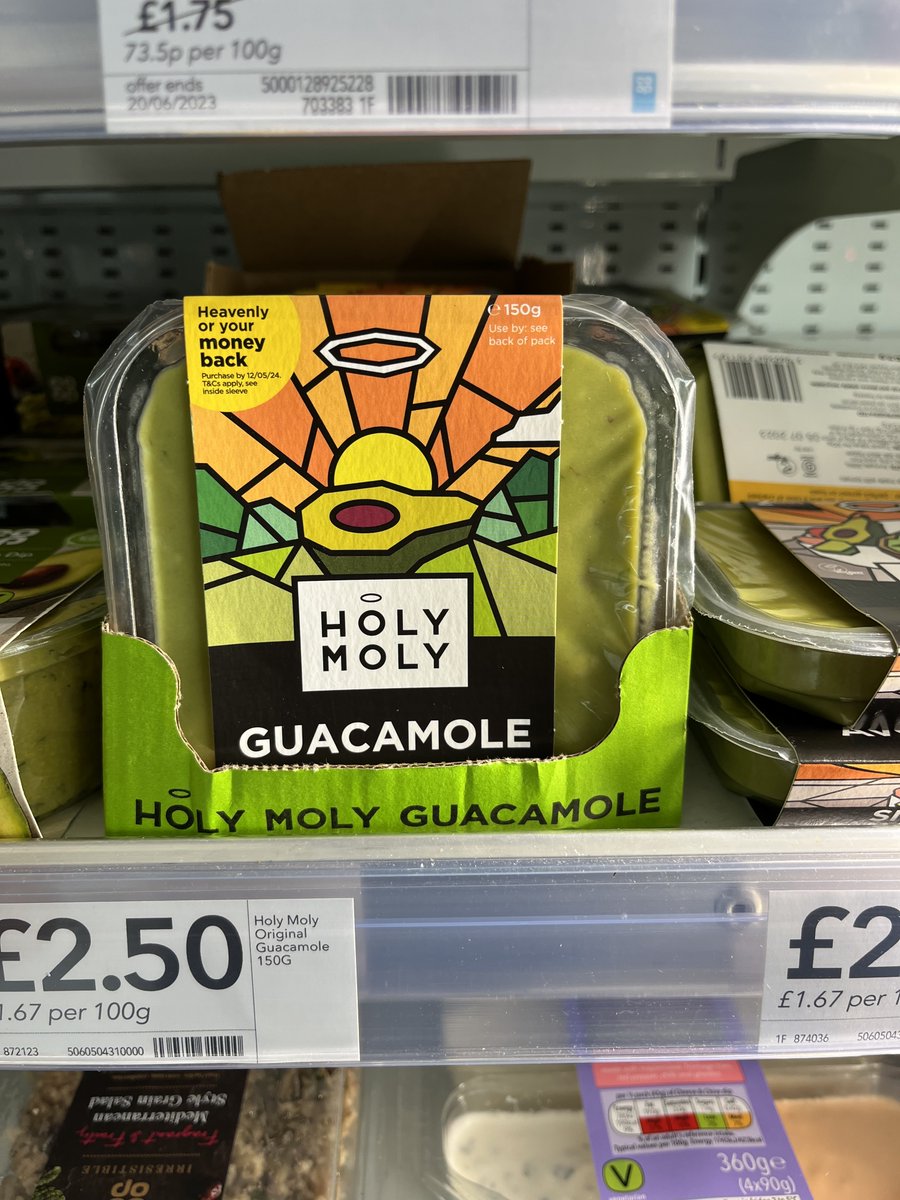 £1.75
73.5p per 100g
offer ends
20/06/2023
5000128925228
703383 1F
Heavenly
or your
money
back
Purchase by 12/05/24.
T&Cs apply, see
inside sleeve
e 150g
Use by: see
back of pack
HOLY
MOLY
GUACAMOLE
HOLY MOLY GUACAMOLE
Dip
£2.50
1.67 per 100g
872123
5060504310000
Holy Moly
Original
Guacamole
150G
£2
£1.67 per 1
1F 874036
Mediterranean
Style Grain Salad
IRRESISTIBLE
360g e
(4x90g)
V
vegetarian